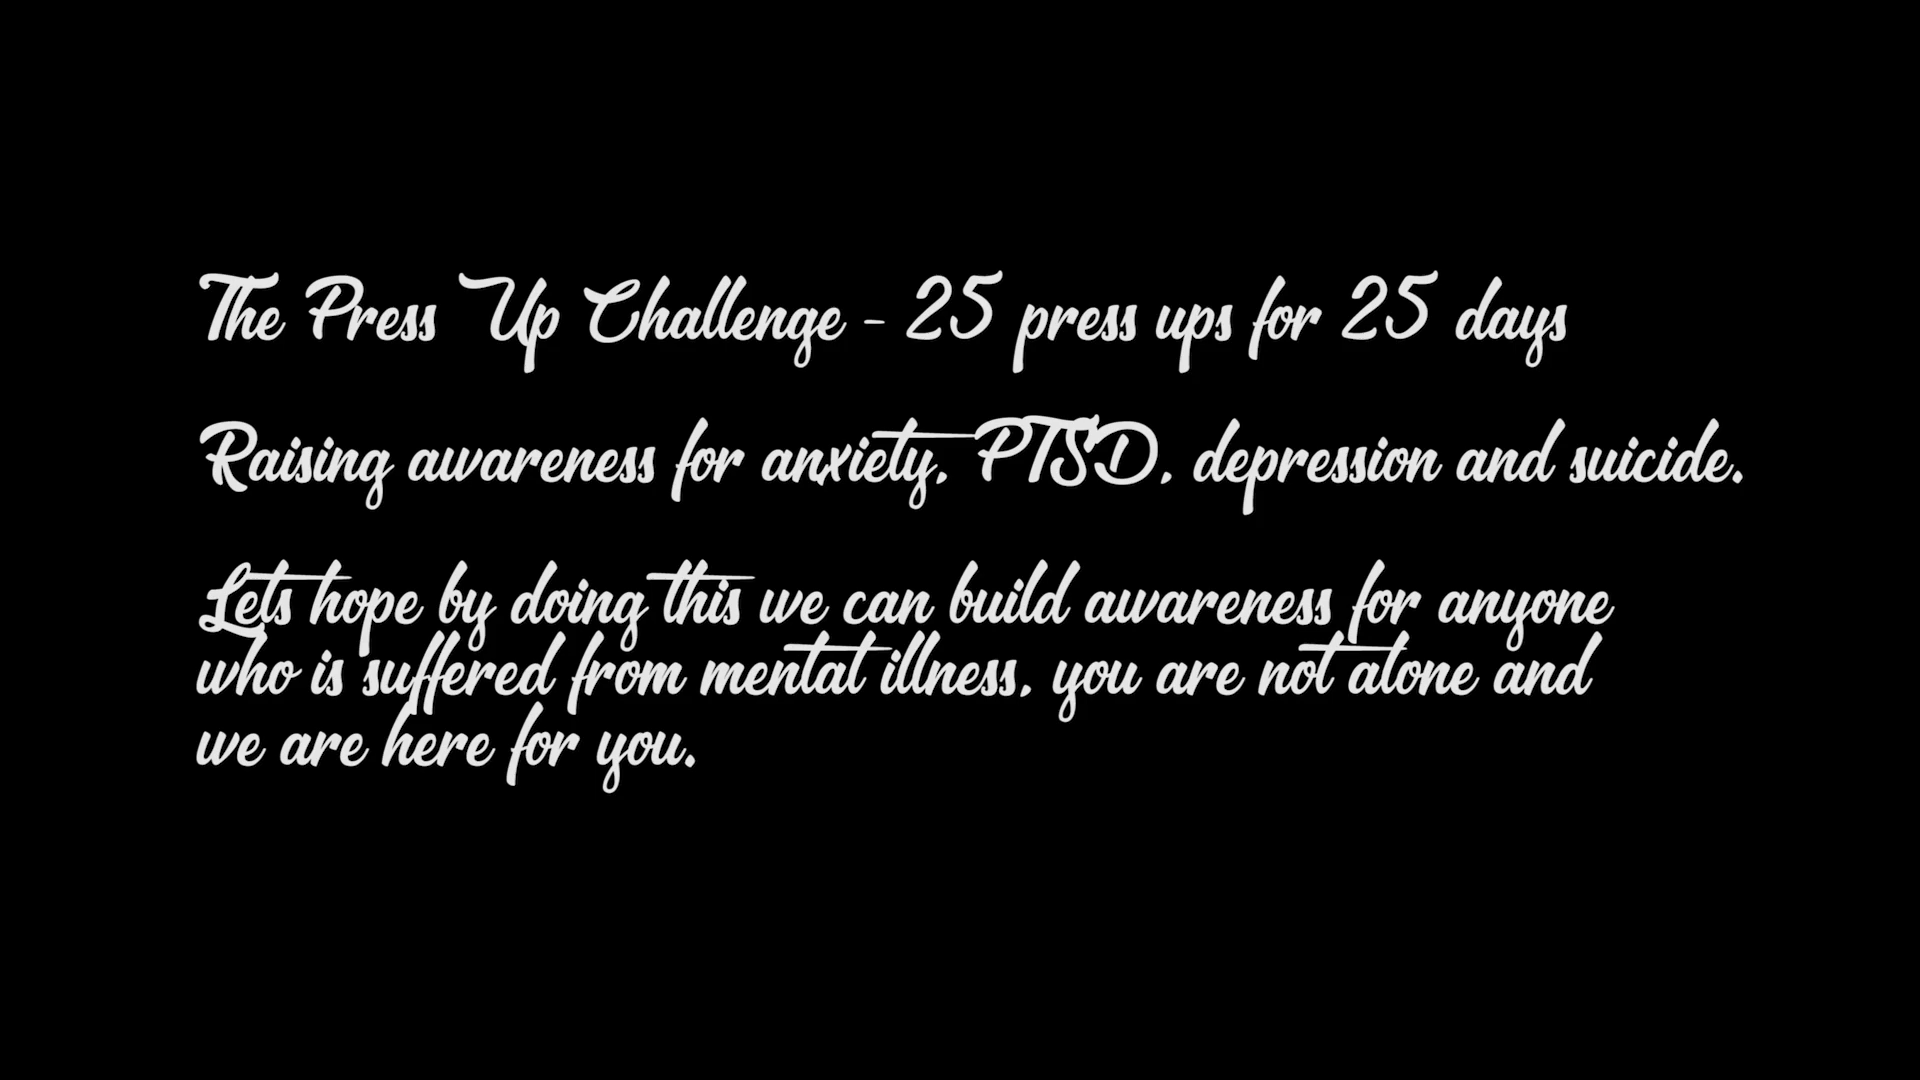 The Press Up Challenge - 25 press ups for 25 days
Raising awareness for anxiety, PTSD, depression and suicide.
Lets hope by doing this we can build awareness for anyone
who is suffered from mental illness, you are not alone and
we are here for you.